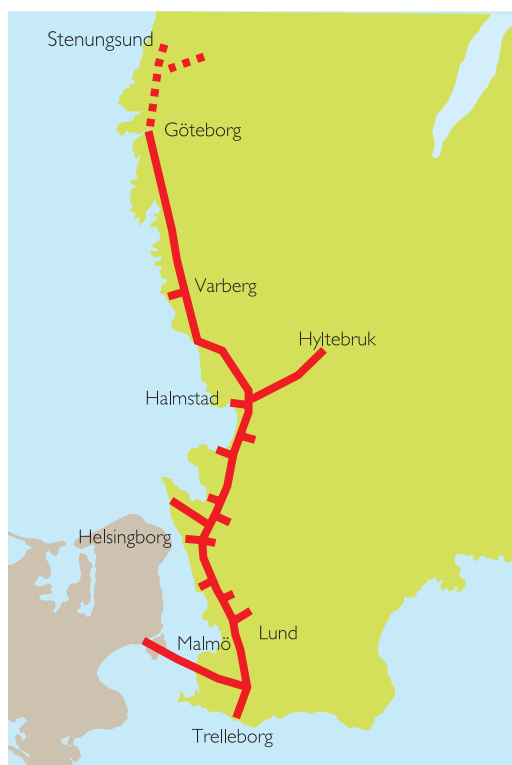 Stenungsund
Göteborg
Varberg
Hyltebruk
Halmstad
Helsingborg
Malmö
Lund
Trelleborg